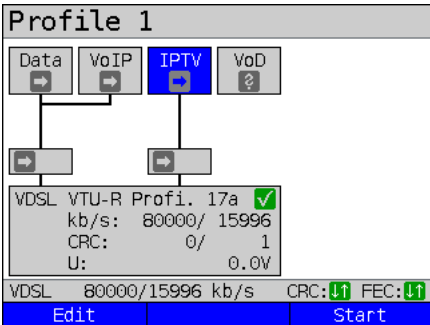 Profile 1
Data VoIP IPTV VoD
?
VDSL VTU-R Profi. 17a
kb/s: 80000/ 15996
CRC: 0/ 1
U: 0.0V
VDSL 80000/15996 kb/s CRC: FEC:
Edit Start